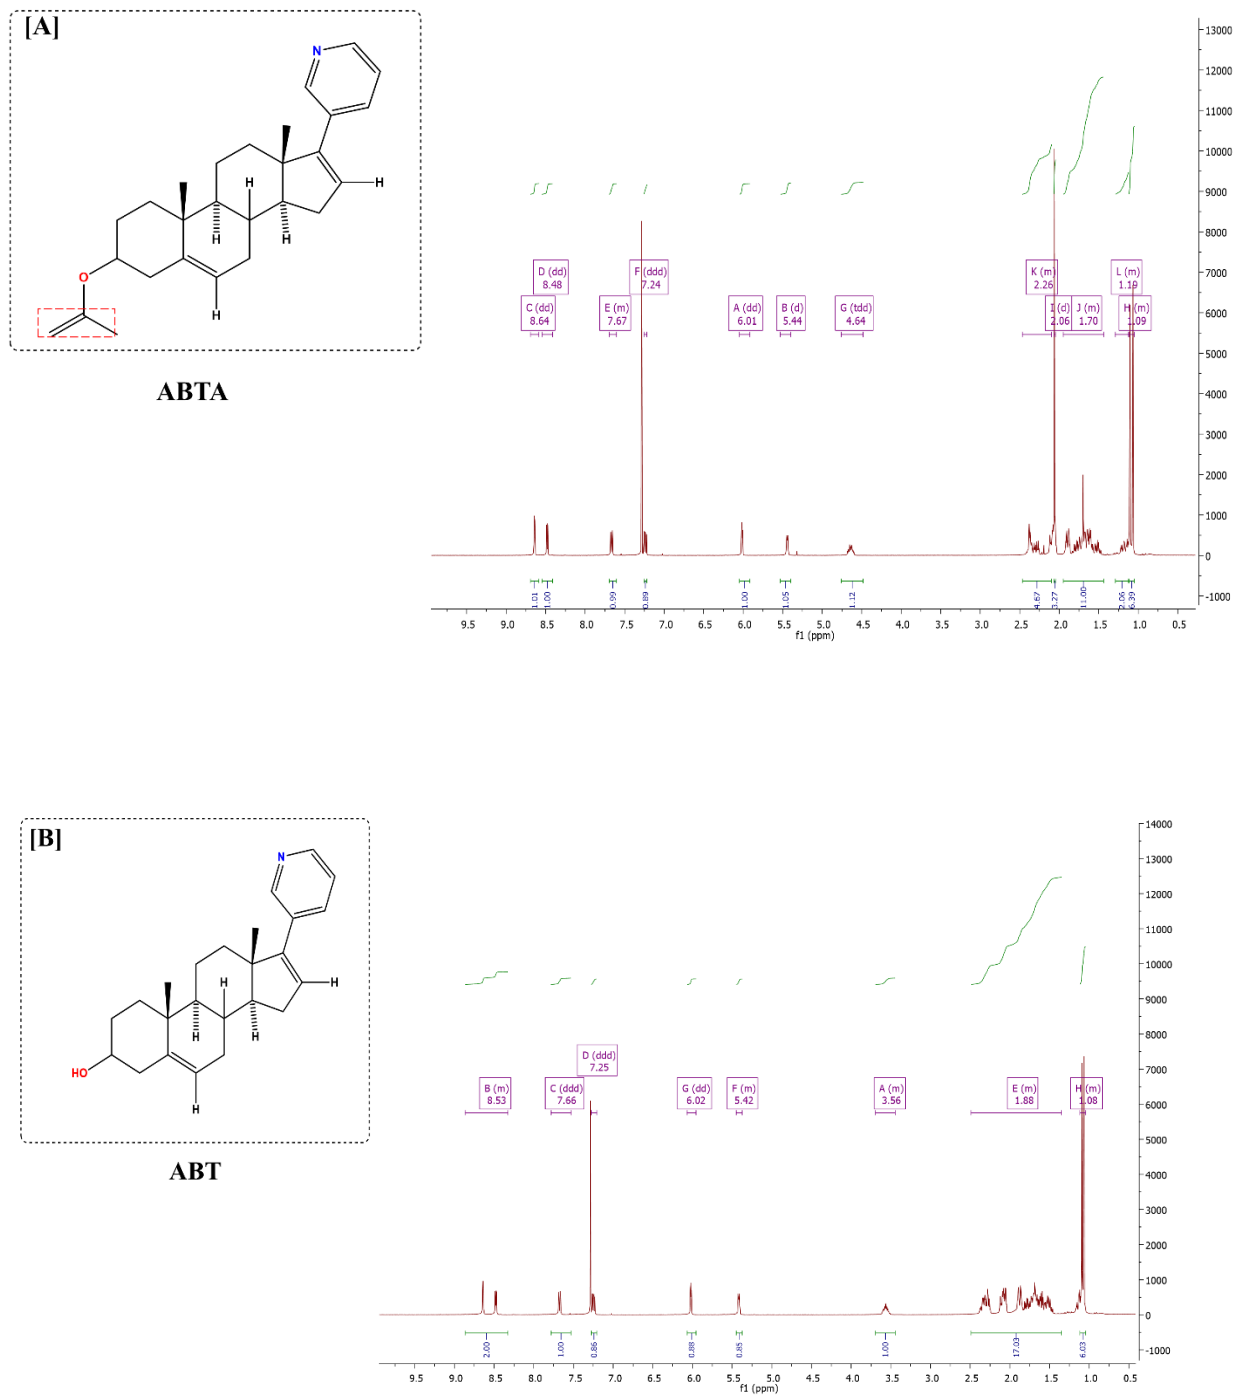 [A]
N
H
H
H
H
O
H
ABTA
D (dd)
8.48
F (ddd)
7.24
K (m)
2.26
L (m)
1.19
C (dd)
8.64
E (m)
7.67
A (dd)
6.01
B (d)
5.44
G (tdd)
4.64
I (d)
2.06
J (m)
1.70
H (m)
1.09
13000
12000
11000
10000
9000
8000
7000
6000
5000
4000
3000
2000
1000
0
-1000
1.01
1.00
0.99
0.89
1.00
1.05
1.12
4.67
3.27
11.00
2.06
6.39
9.5 9.0 8.5 8.0 7.5 7.0 6.5 6.0 5.5 5.0 4.5 4.0 3.5 3.0 2.5 2.0 1.5 1.0 0.5
f1 (ppm)
[B]
N
H
H
H
H
HO
H
ABT
D (ddd)
7.25
B (m)
8.53
C (ddd)
7.66
G (dd)
6.02
F (m)
5.42
A (m)
3.56
E (m)
1.88
H (m)
1.08
14000
13000
12000
11000
10000
9000
8000
7000
6000
5000
4000
3000
2000
1000
0
-1000
2.00
1.00
0.86
0.88
0.85
1.00
17.03
6.03
9.5 9.0 8.5 8.0 7.5 7.0 6.5 6.0 5.5 5.0 4.5 4.0 3.5 3.0 2.5 2.0 1.5 1.0 0.5
f1 (ppm)